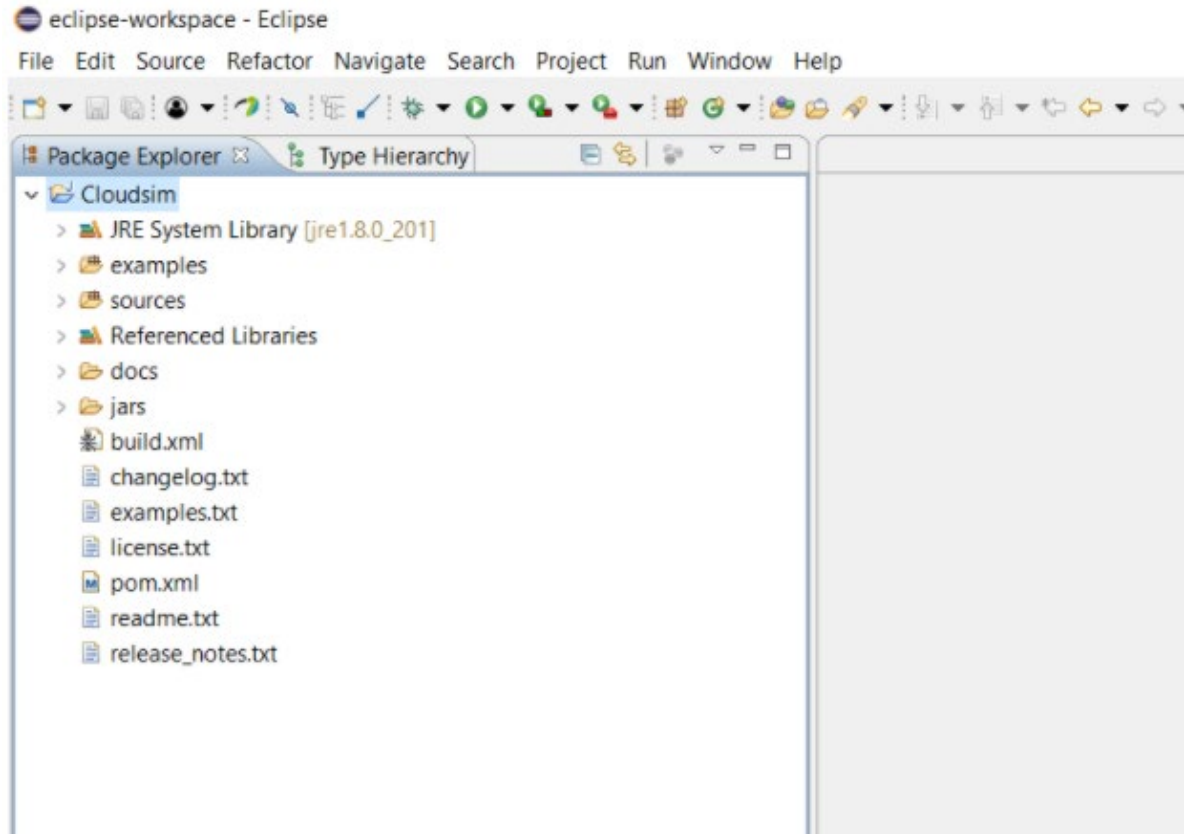 eclipse-workspace - Eclipse
File Edit Source Refactor Navigate Search Project Run Window Help
Package Explorer Type Hierarchy
Cloudsim
JRE System Library [jre1.8.0_201]
examples
sources
Referenced Libraries
docs
jars
build.xml
changelog.txt
examples.txt
license.txt
pom.xml
readme.txt
release_notes.txt